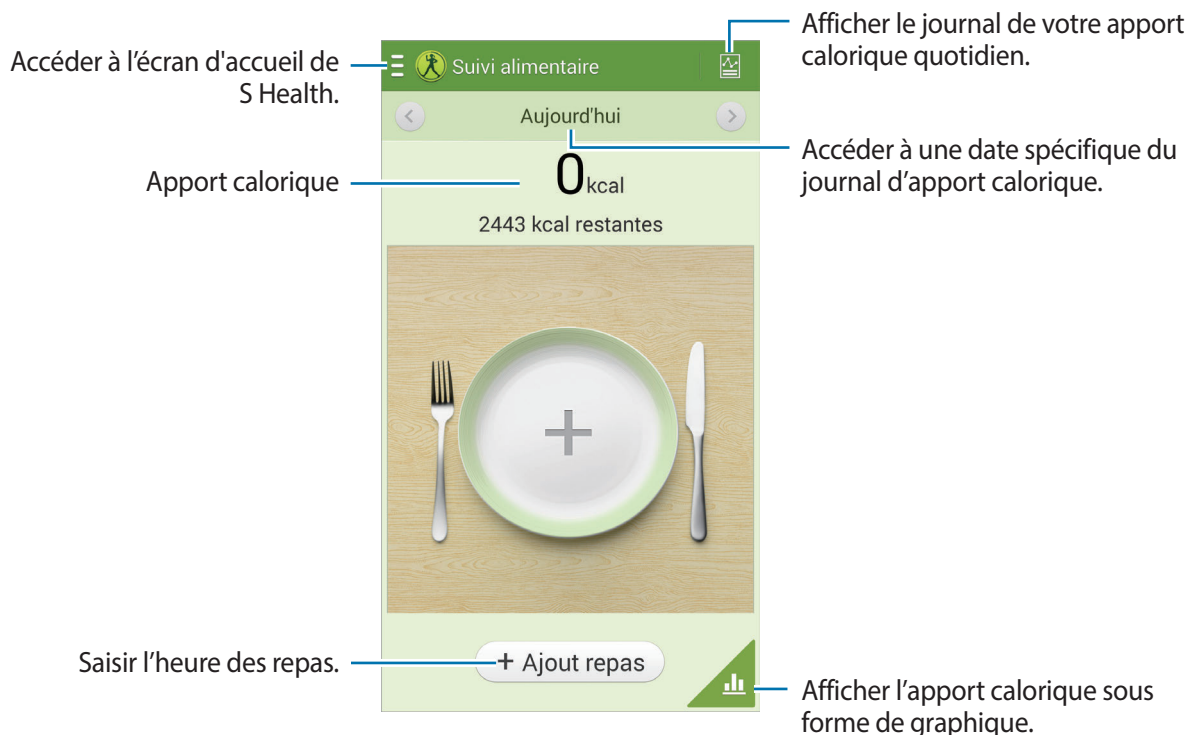 Afficher le journal de votre apport
calorique quotidien.
Accéder à l'écran d'accueil de
S Health.
Suivi alimentaire
Aujourd'hui
Accéder à une date spécifique du
journal d'apport calorique.
Apport calorique
0 kcal
2443 kcal restantes
Saisir l'heure des repas.
+ Ajout repas
Afficher l'apport calorique sous
forme de graphique.